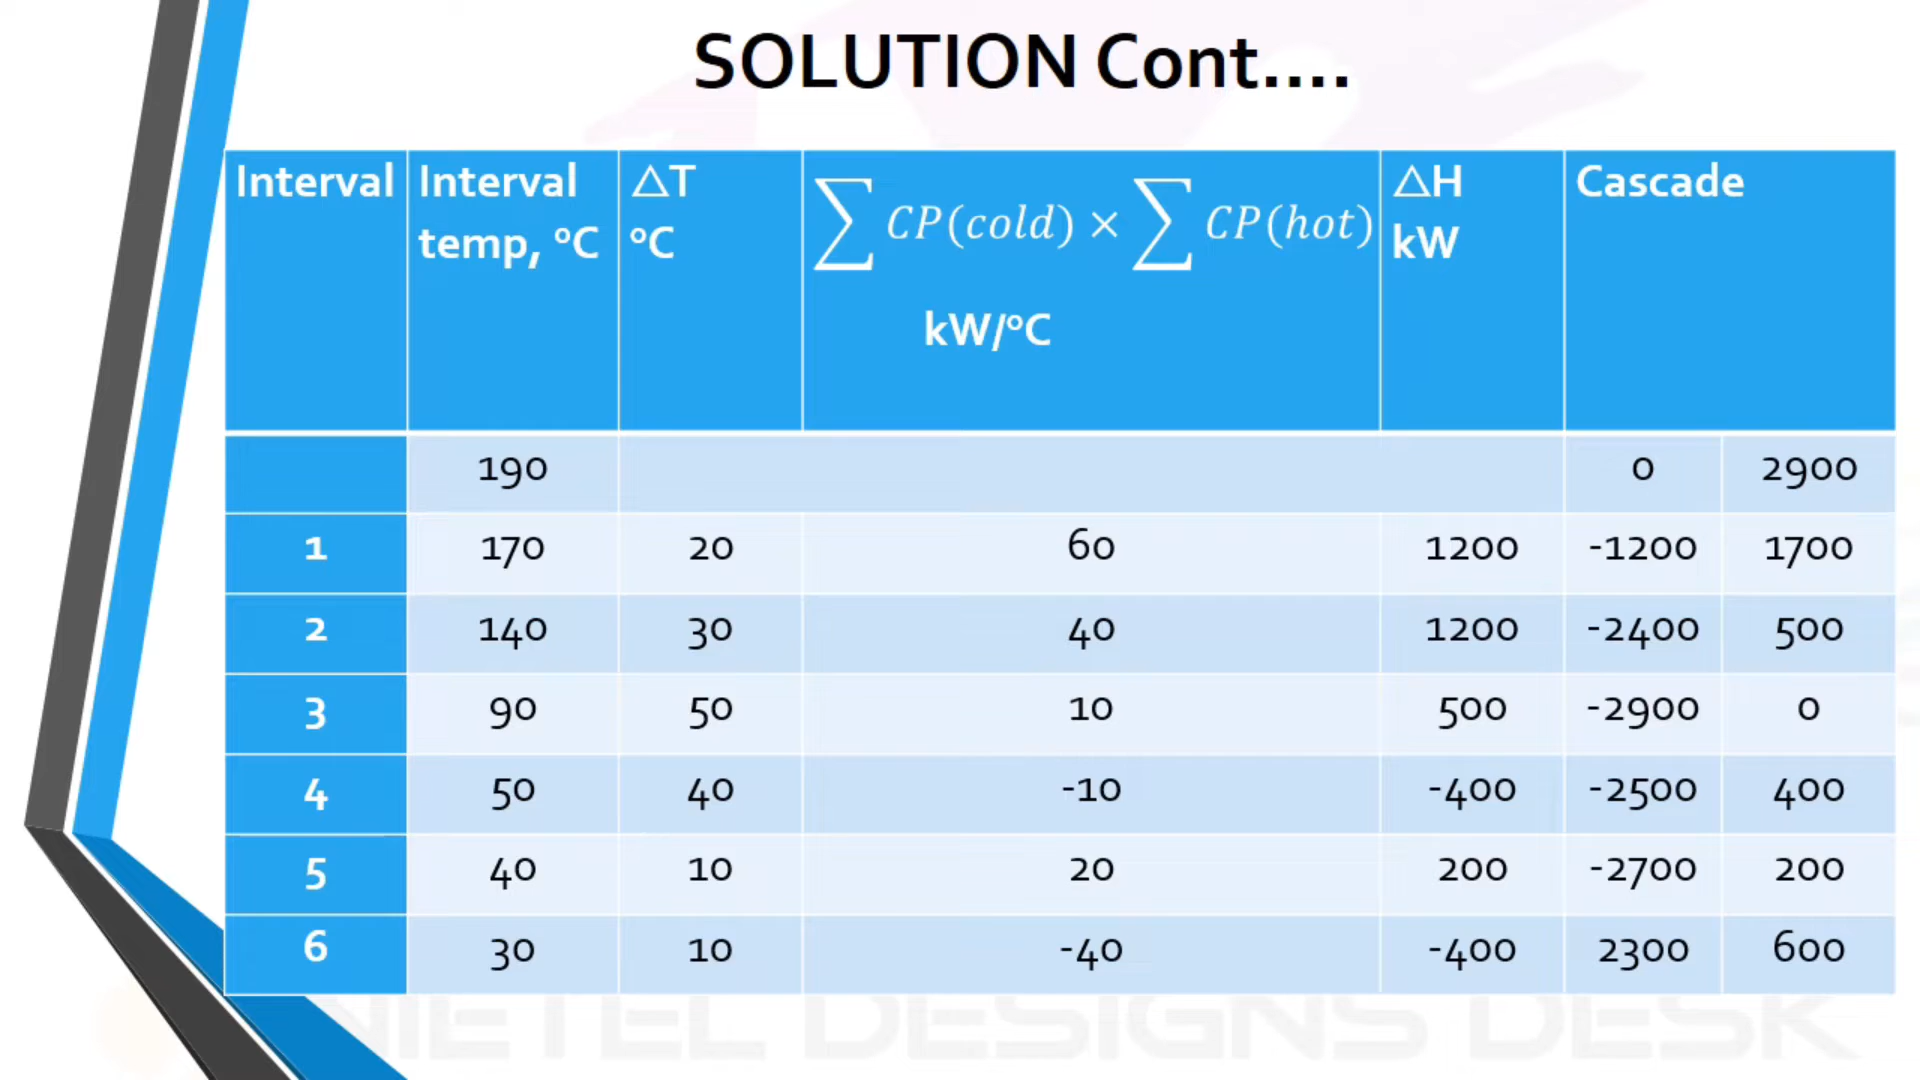 SOLUTION Cont....
Interval Interval temp, °C △T °C ∑ CP(cold) × ∑ CP(hot) kW/°C △H kW Cascade
190 0 2900
1 170 20 60 1200 -1200 1700
2 140 30 40 1200 -2400 500
3 90 50 10 500 -2900 0
4 50 40 -10 -400 -2500 400
5 40 10 20 200 -2700 200
6 30 10 -40 -400 2300 600
DESIGNS DESK